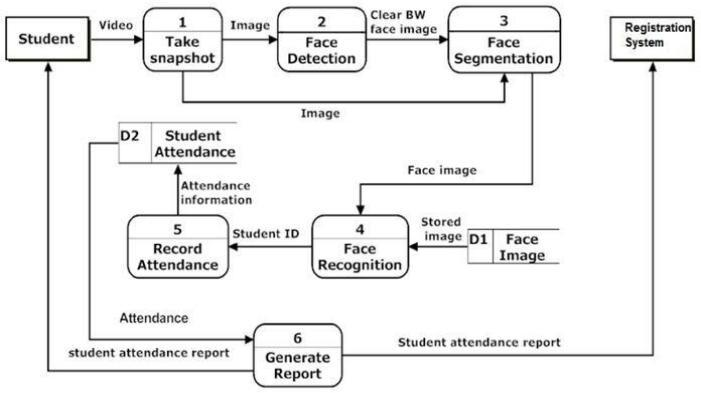 Student
Video
1
Take
snapshot
Image
2
Face
Detection
Clear BW
face image
3
Face
Segmentation
Registration
System
Image
D2
Student
Attendance
Face image
Attendance
information
5
Record
Attendance
Student ID
4
Face
Recognition
Stored
image
D1
Face
Image
Attendance
student attendance report
6
Generate
Report
Student attendance report